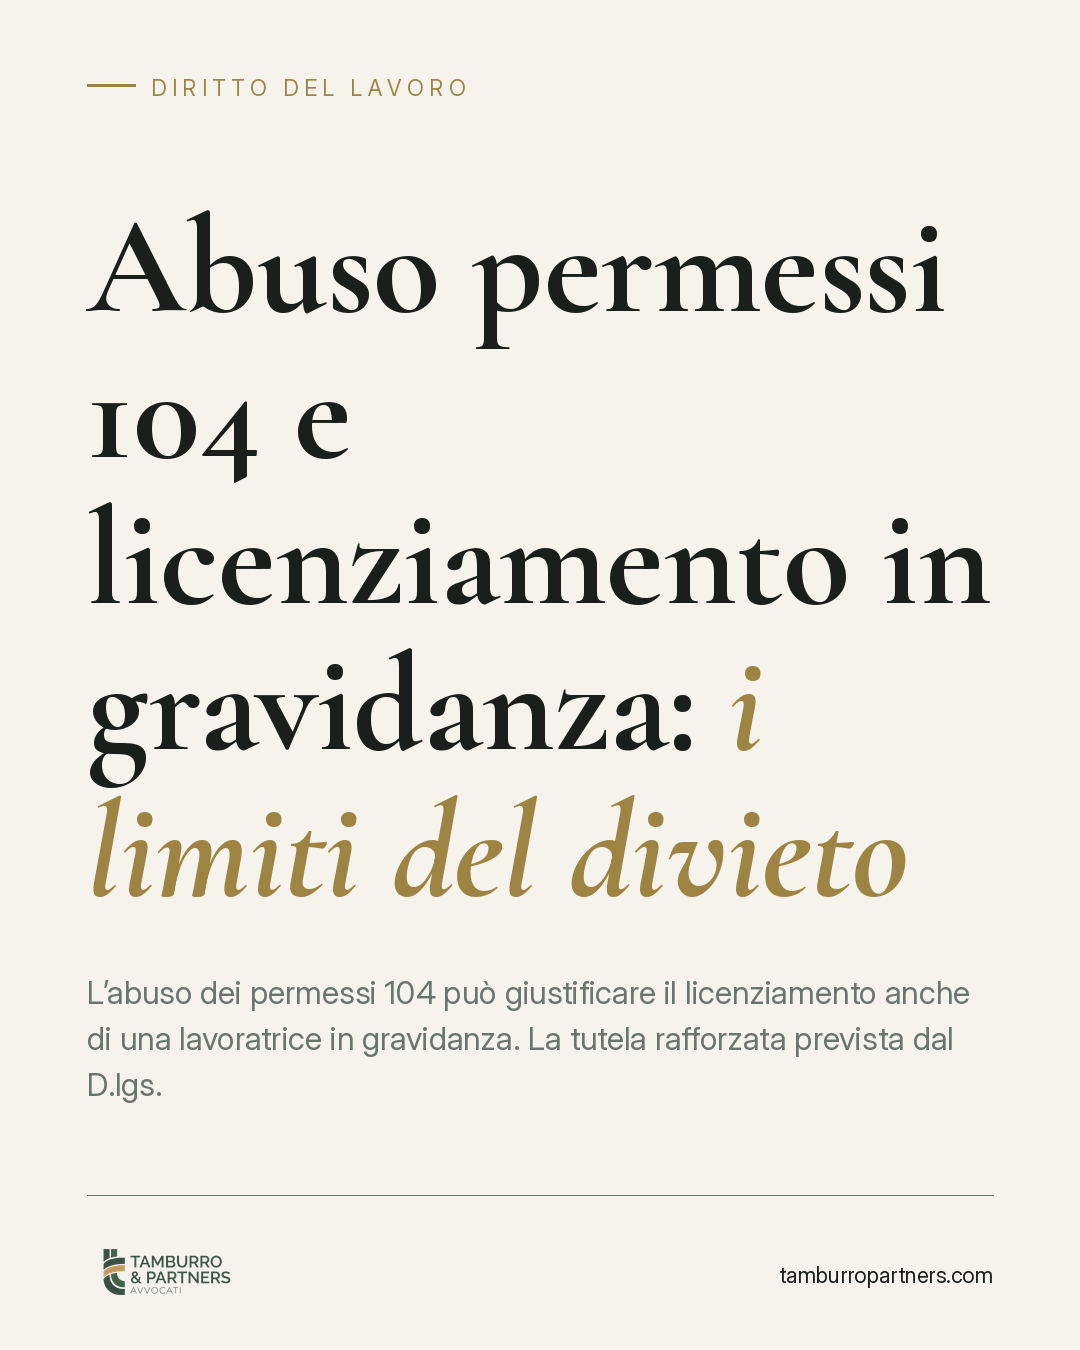 DIRITTO DEL LAVORO
Abuso permessi
104 e
licenziamento in
gravidanza: i
limiti del divieto
L’abuso dei permessi 104 può giustificare il licenziamento anche
di una lavoratrice in gravidanza. La tutela rafforzata prevista dal
D.lgs.
TAMBURRO
& PARTNERS
AVVOCATI
tamburropartners.com